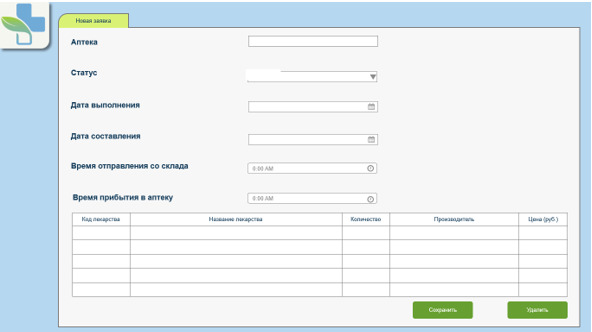 Новая заявка
Аптека
Статус
Дата выполнения
Дата составления
Время отправления со склада
8:00 AM
Время прибытия в аптеку
8:00 AM
Код лекарства Название лекарства Количество Производитель Цена (руб.)
Сохранить Удалить